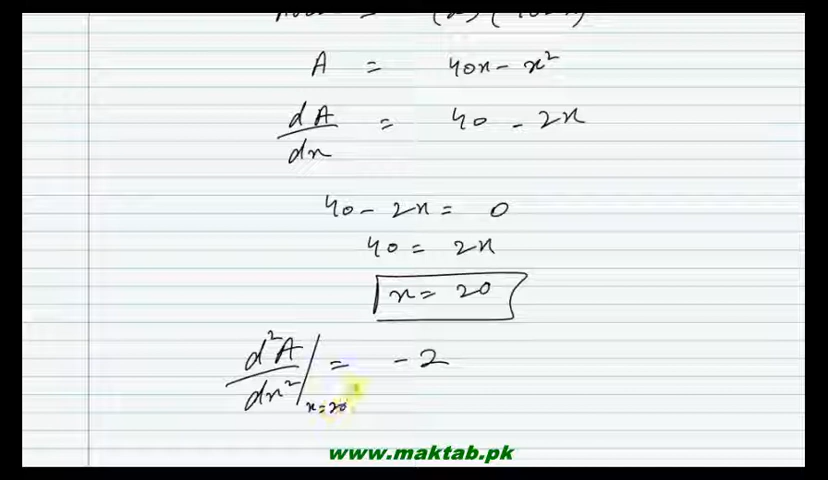 A = 40x - x²
dA/dx = 40 - 2x
40 - 2x = 0
40 = 2x
x = 20
d²A/dx² |x=20 = -2
www.maktab.pk